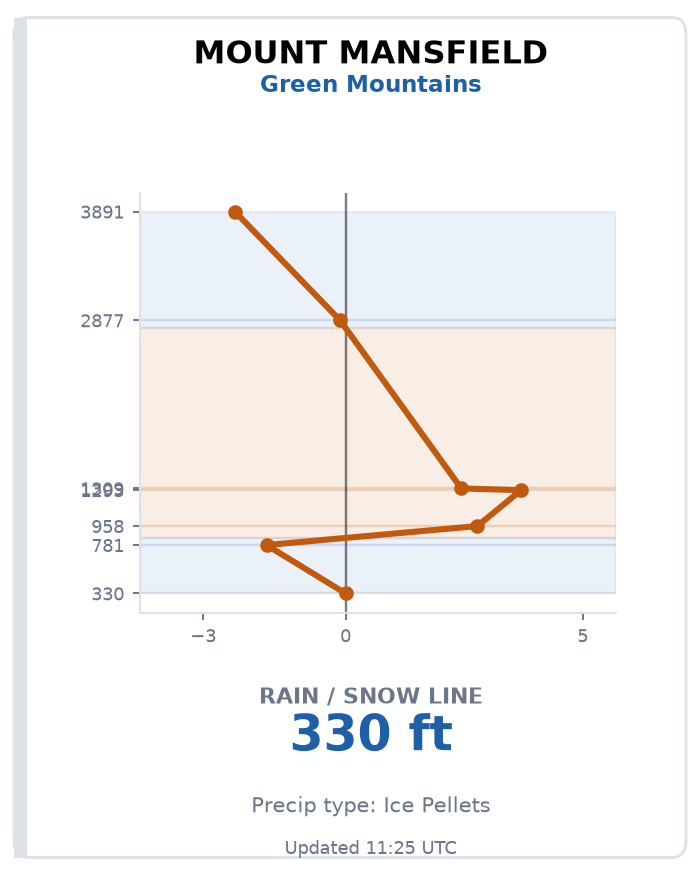 MOUNT MANSFIELD
Green Mountains
3891
2877
958
781
330
−3 0 5
RAIN / SNOW LINE
330 ft
Precip type: Ice Pellets
Updated 11:25 UTC